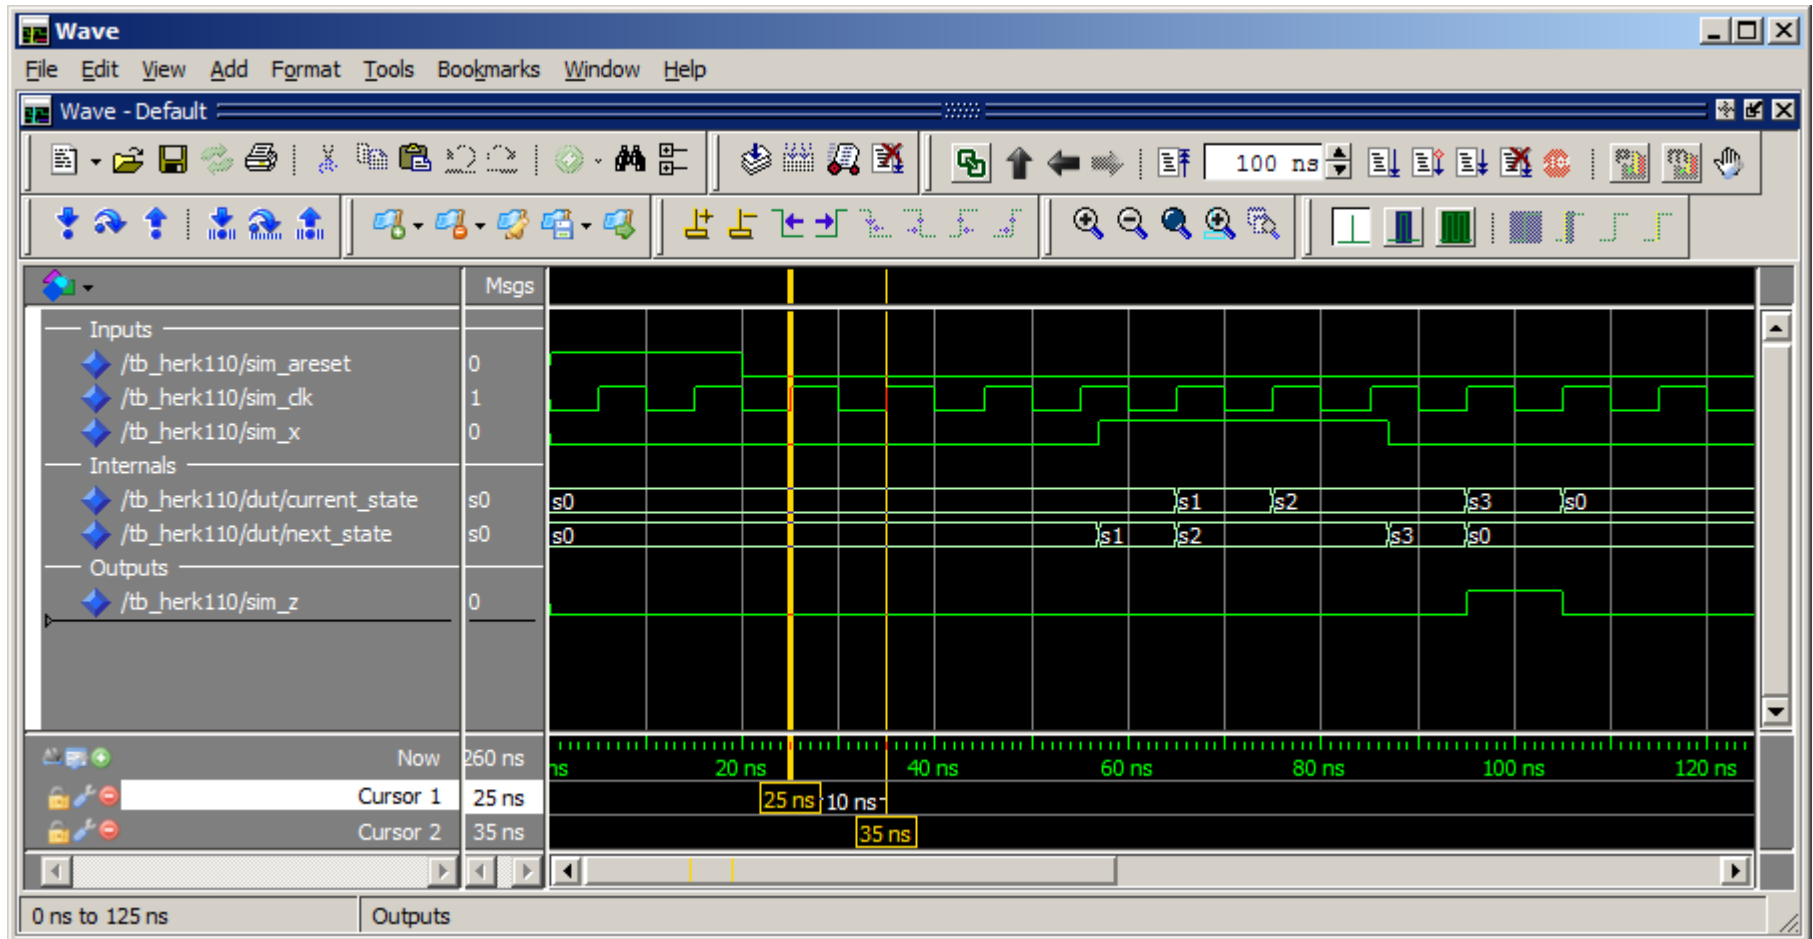 Wave
File Edit View Add Format Tools Bookmarks Window Help
Wave - Default
100 ns
Msgs
Inputs
/tb_herk110/sim_areset 0
/tb_herk110/sim_clk 1
/tb_herk110/sim_x 0
Internals
/tb_herk110/dut/current_state s0 s0 s1 s2 s3 s0
/tb_herk110/dut/next_state s0 s0 s1 s2 s3 s0
Outputs
/tb_herk110/sim_z 0
Now 260 ns ns 20 ns 40 ns 60 ns 80 ns 100 ns 120 ns
Cursor 1 25 ns 25 ns 10 ns
Cursor 2 35 ns 35 ns
0 ns to 125 ns Outputs